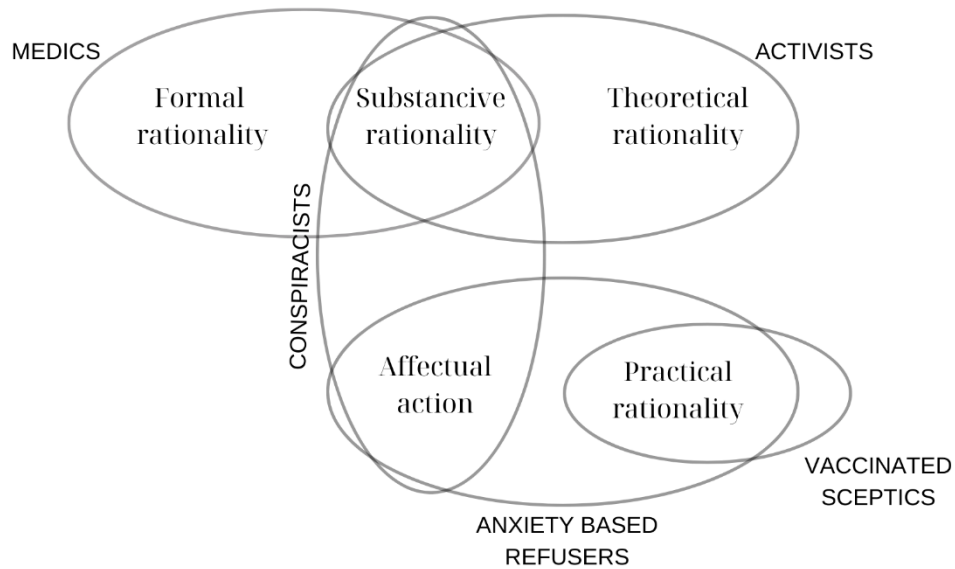 MEDICS
ACTIVISTS
Formal
rationality
Substancive
rationality
Theoretical
rationality
CONSPIRACISTS
Affectual
action
Practical
rationality
VACCINATED
SCEPTICS
ANXIETY BASED
REFUSERS